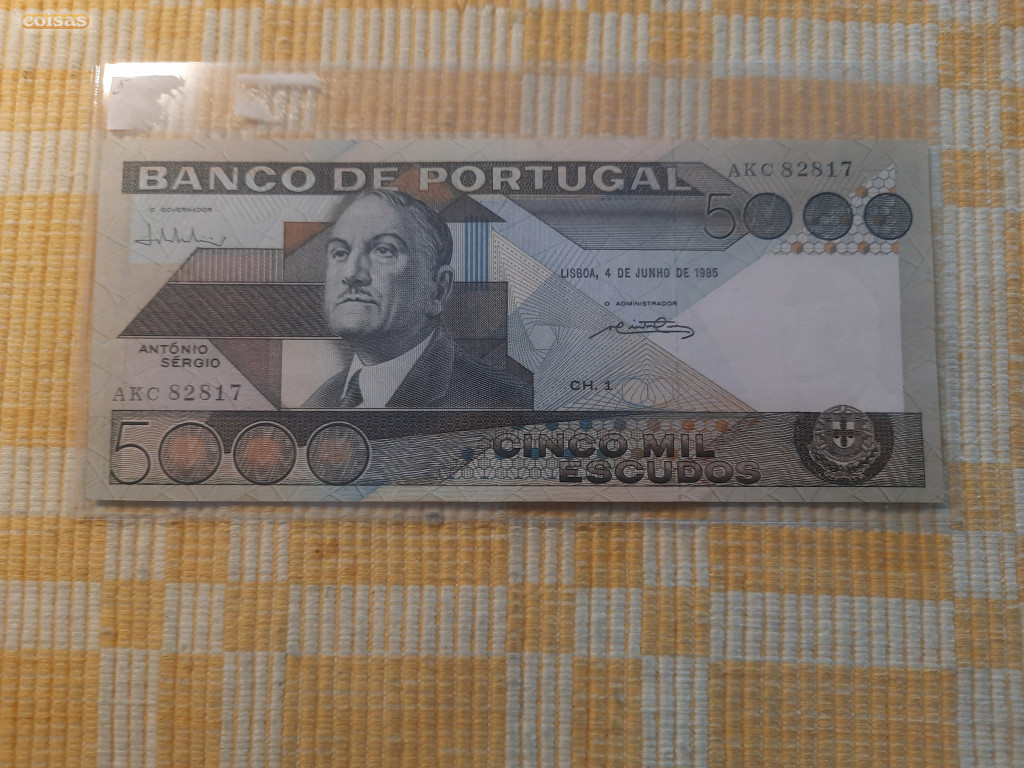 coisas
BANCO DE PORTUGAL
AKC 82817
5000
O GOVERNADOR
LISBOA, 4 DE JUNHO DE 1985
O ADMINISTRADOR
ANTÓNIO
SÉRGIO
AKC 82817
CH. 1
5000
CINCO MIL
ESCUDOS